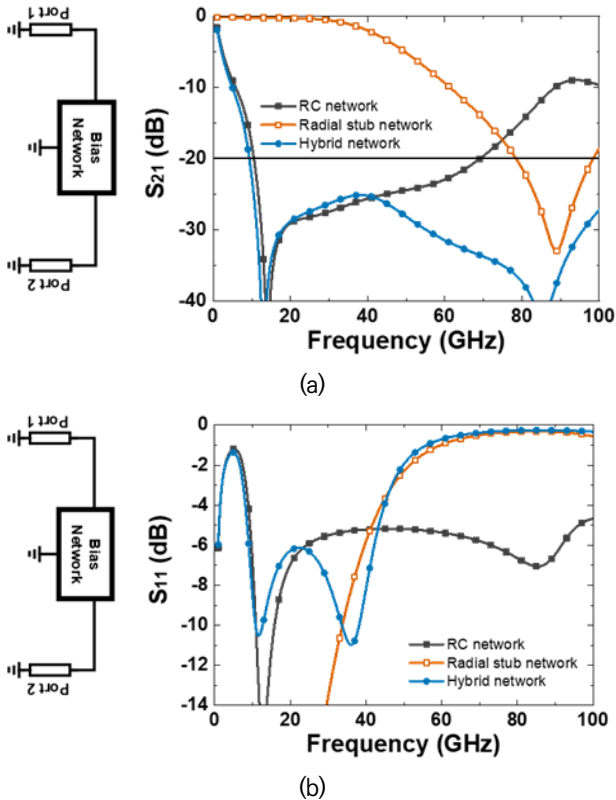 (a)
Port 1
Bias
Network
Port 2
S21 (dB)
0
-10
-20
-30
-40
RC network
Radial stub network
Hybrid network
20
40
60
80
100
Frequency (GHz)
(a)
(b)
Port 1
Bias
Network
Port 2
S11 (dB)
0
-2
-4
-6
-8
-10
-12
-14
RC network
Radial stub network
Hybrid network
20
40
60
80
100
Frequency (GHz)
(b)